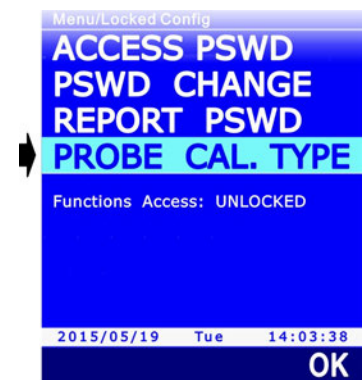 Menu/Locked Config
ACCESS PSWD
PSWD CHANGE
REPORT PSWD
PROBE CAL. TYPE
Functions Access: UNLOCKED
2015/05/19 Tue 14:03:38
OK